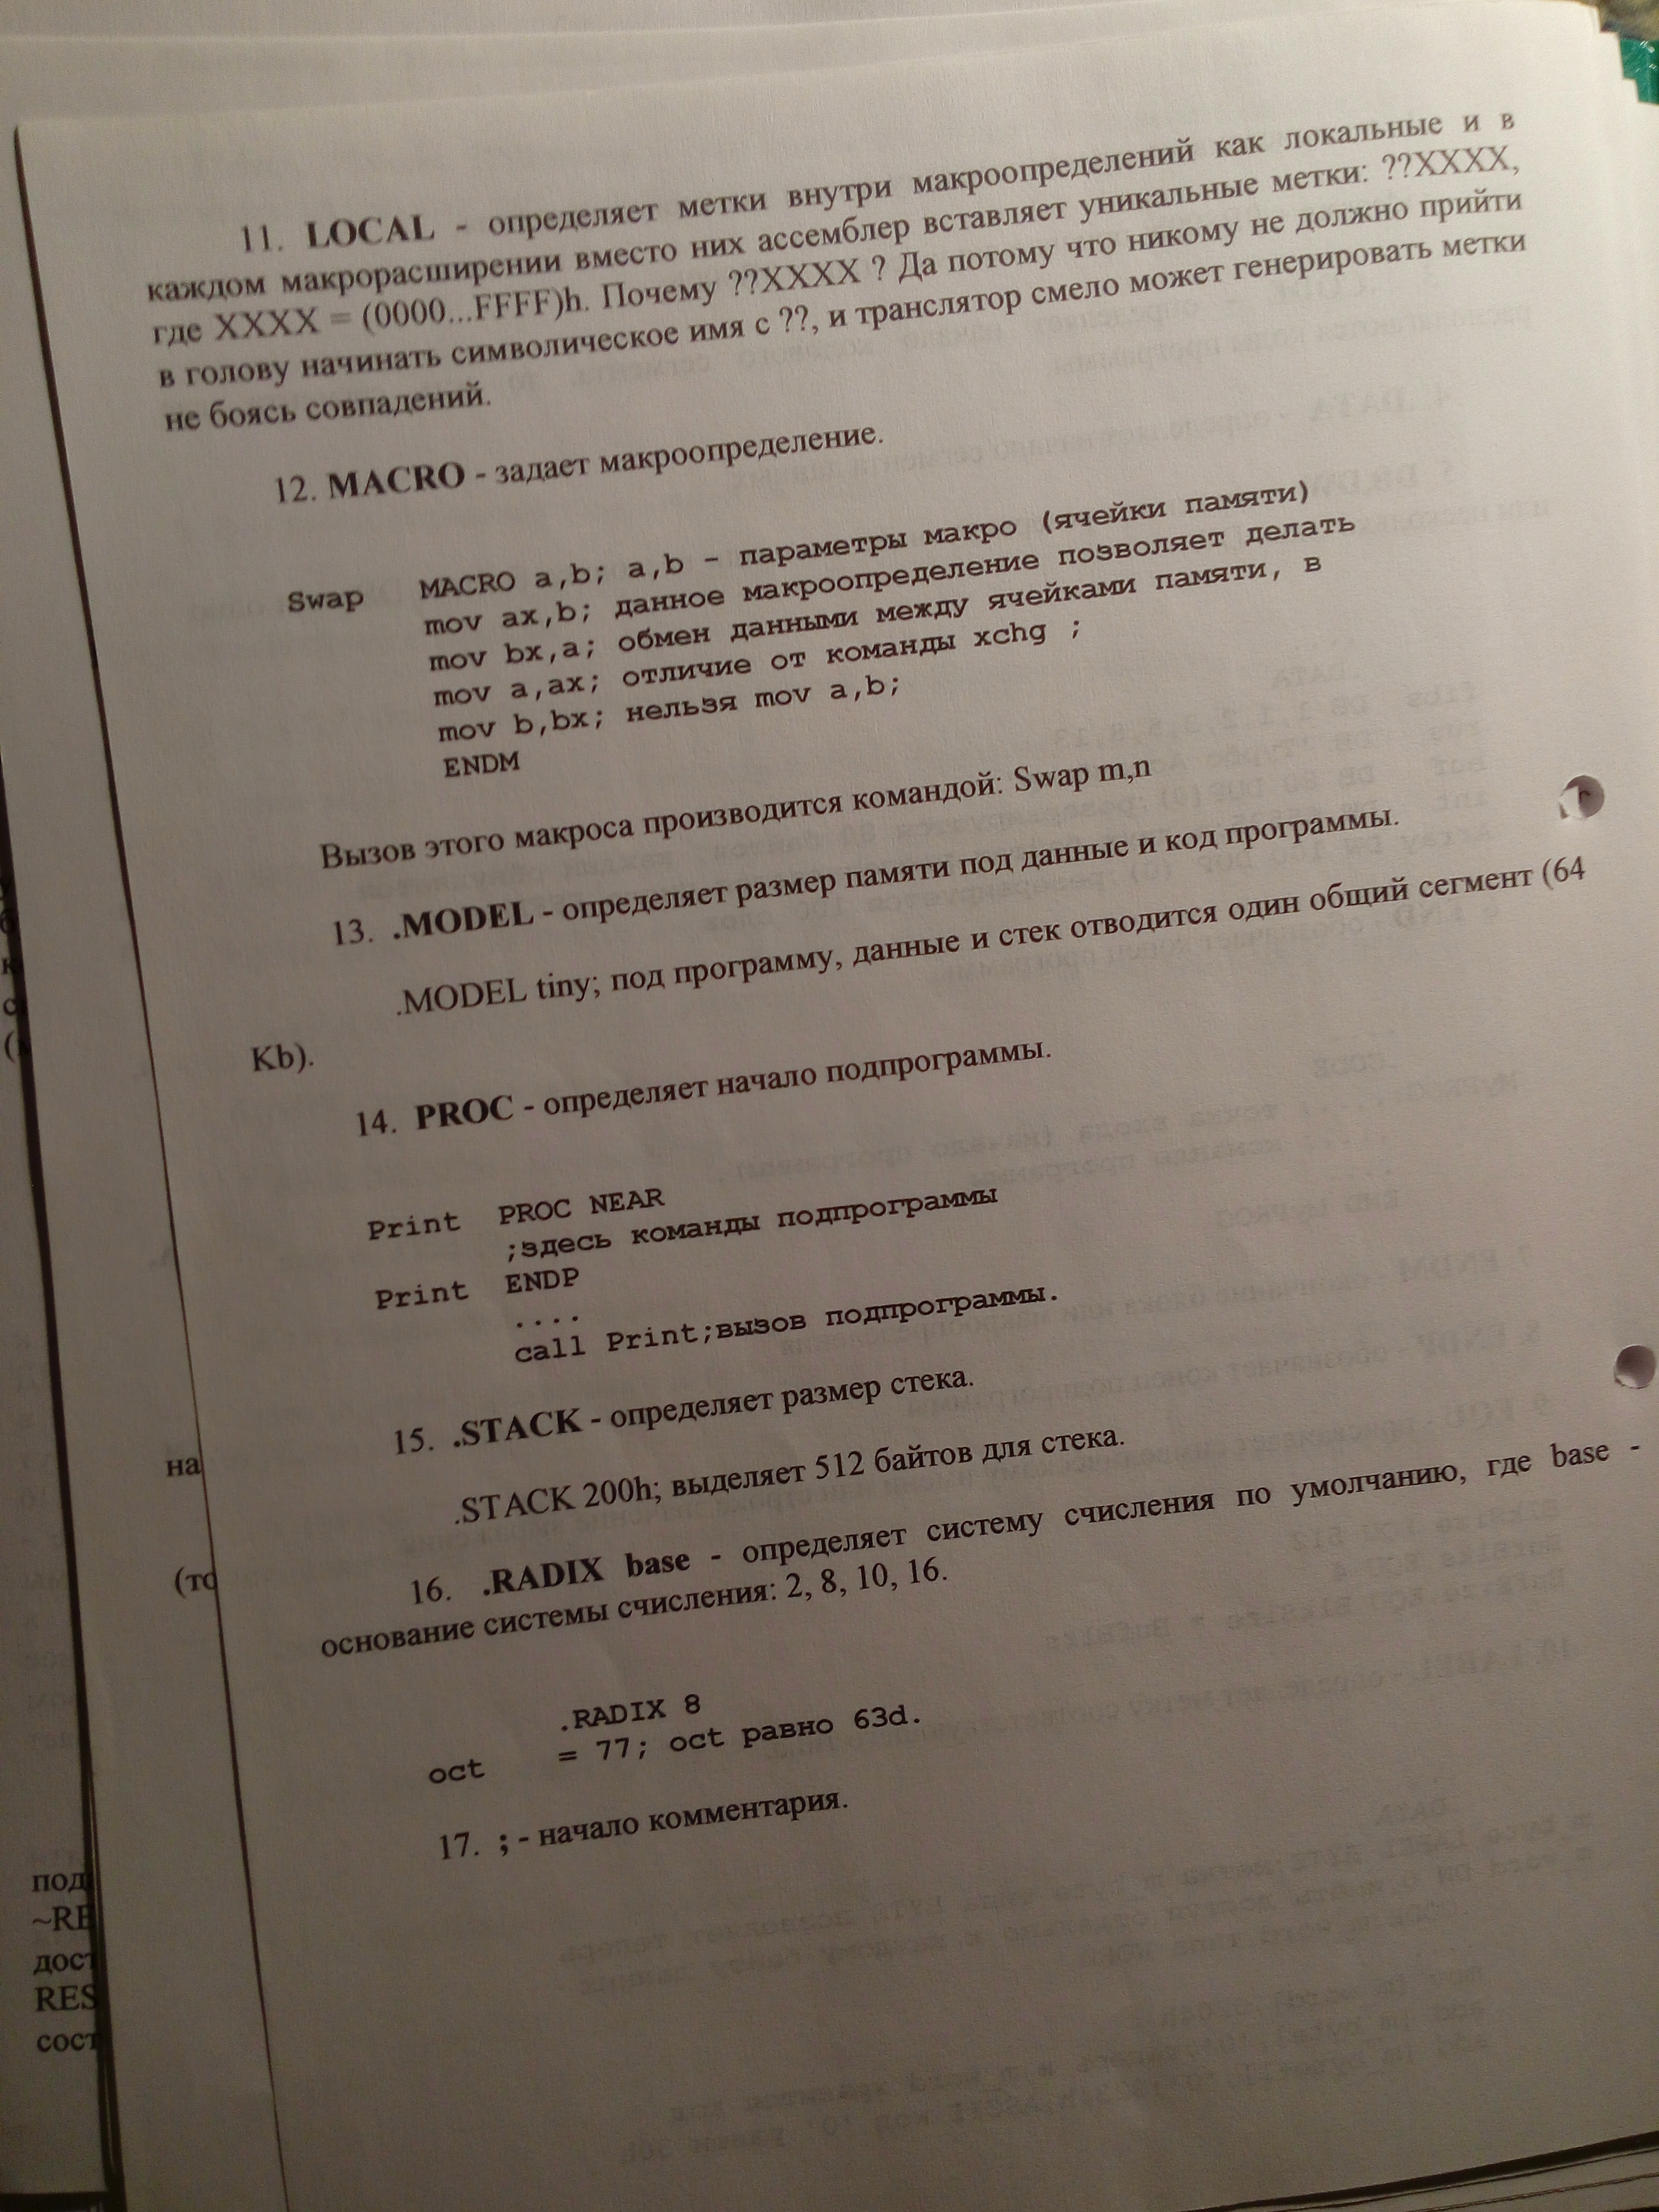 11. LOCAL - определяет метки внутри макроопределений как локальные и в
каждом макрорасширении вместо них ассемблер вставляет уникальные метки: ??XXXX,
где XXXX = (0000...FFFF)h. Почему ??XXXX ? Да потому что никому не должно прийти
в голову начинать символическое имя с ??, и транслятор смело может генерировать метки
не боясь совпадений.
12. MACRO - задает макроопределение.
Swap MACRO a,b; a,b - параметры макро (ячейки памяти)
mov ax,b; данное макроопределение позволяет делать
mov bx,a; обмен данными между ячейками памяти, в
mov a,ax; отличие от команды xchg ;
mov b,bx; нельзя mov a,b;
ENDM
Вызов этого макроса производится командой: Swap m,n
13. .MODEL - определяет размер памяти под данные и код программы.
.MODEL tiny; под программу, данные и стек отводится один общий сегмент (64
Kb).
14. PROC - определяет начало подпрограммы.
Print PROC NEAR
;здесь команды подпрограммы
Print ENDP
....
call Print;вызов подпрограммы.
15. .STACK - определяет размер стека.
.STACK 200h; выделяет 512 байтов для стека.
16. .RADIX base - определяет систему счисления по умолчанию, где base -
основание системы счисления: 2, 8, 10, 16.
.RADIX 8
oct = 77; oct равно 63d.
17. ; - начало комментария.
на
(то
под
~RE
дост
RES
сост